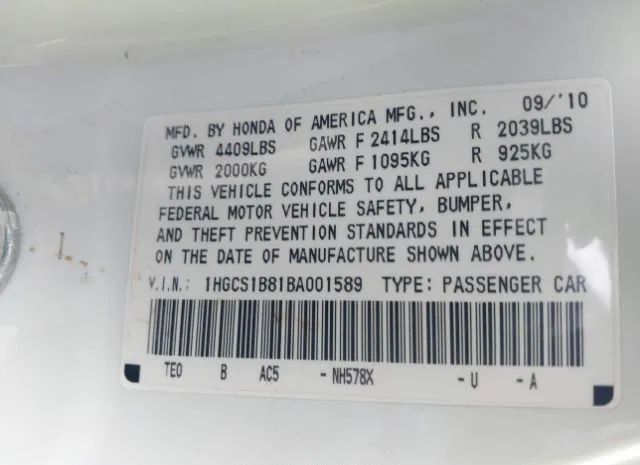 MFD. BY HONDA OF AMERICA MFG., INC. 09/'10
GVWR 4409LBS GAWR F 2414LBS R 2039LBS
GVWR 2000KG GAWR F 1095KG R 925KG
THIS VEHICLE CONFORMS TO ALL APPLICABLE
FEDERAL MOTOR VEHICLE SAFETY, BUMPER,
AND THEFT PREVENTION STANDARDS IN EFFECT
ON THE DATE OF MANUFACTURE SHOWN ABOVE.
V.I.N.: 1HGCS1B81BA001589 TYPE: PASSENGER CAR
TE0 B AC5 -NH578X -U -A